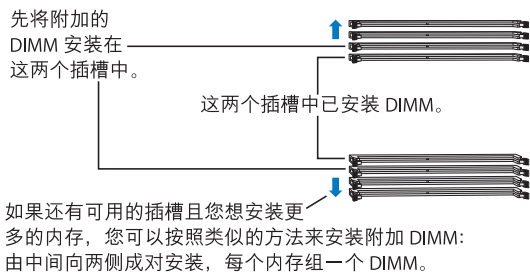 先将附加的
DIMM 安装在
这两个插槽中。
这两个插槽中已安装 DIMM。
如果还有可用的插槽且您想安装更
多的内存，您可以按照类似的方法来安装附加 DIMM：
由中间向两侧成对安装，每个内存组一个 DIMM。